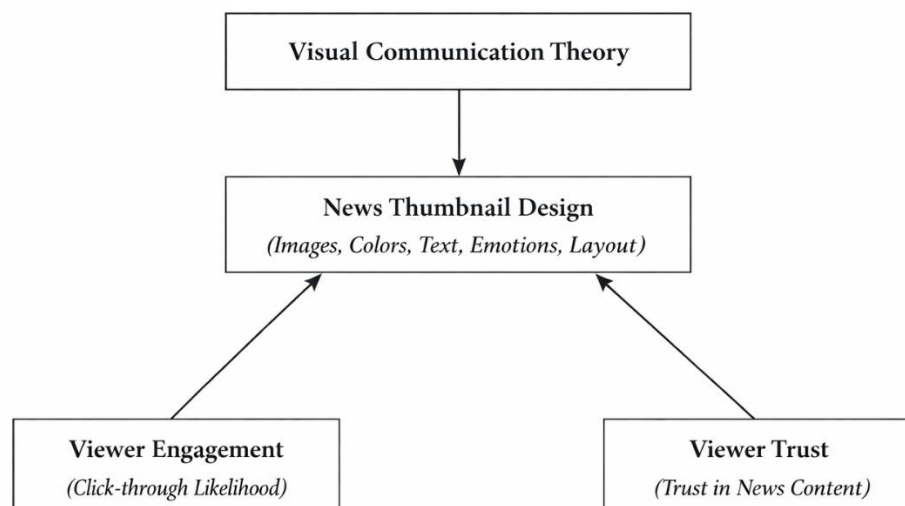 Visual Communication Theory
News Thumbnail Design
(Images, Colors, Text, Emotions, Layout)
Viewer Engagement
(Click-through Likelihood)
Viewer Trust
(Trust in News Content)